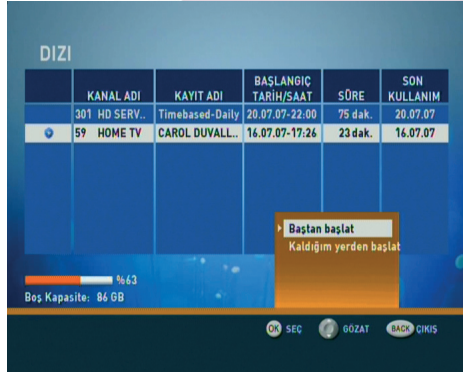 DIZI
KANAL ADI KAYIT ADI BAŞLANGIÇ TARİH/SAAT SÜRE SON KULLANIM
301 HD SERV.. Timebased-Daily 20.07.07-22:00 75 dak. 20.07.07
59 HOME TV CAROL DUVALL.. 16.07.07-17:26 23 dak. 16.07.07
Baştan başlat
Kaldığım yerden başlat
%63
Boş Kapasite: 86 GB
OK SEÇ GÖZAT BACK ÇIKIŞ